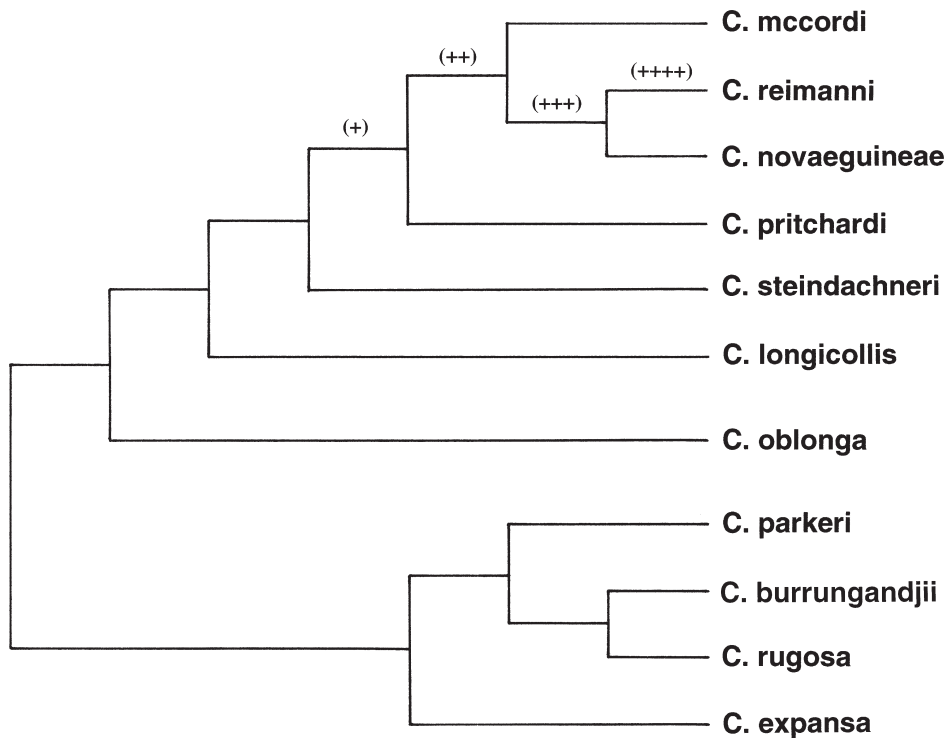 C. mccordi
(++)
(++++)
C. reimanni
(+++)
(+)
C. novaeguineae
C. pritchardi
C. steindachneri
C. longicollis
C. oblonga
C. parkeri
C. burrungandjii
C. rugosa
C. expansa